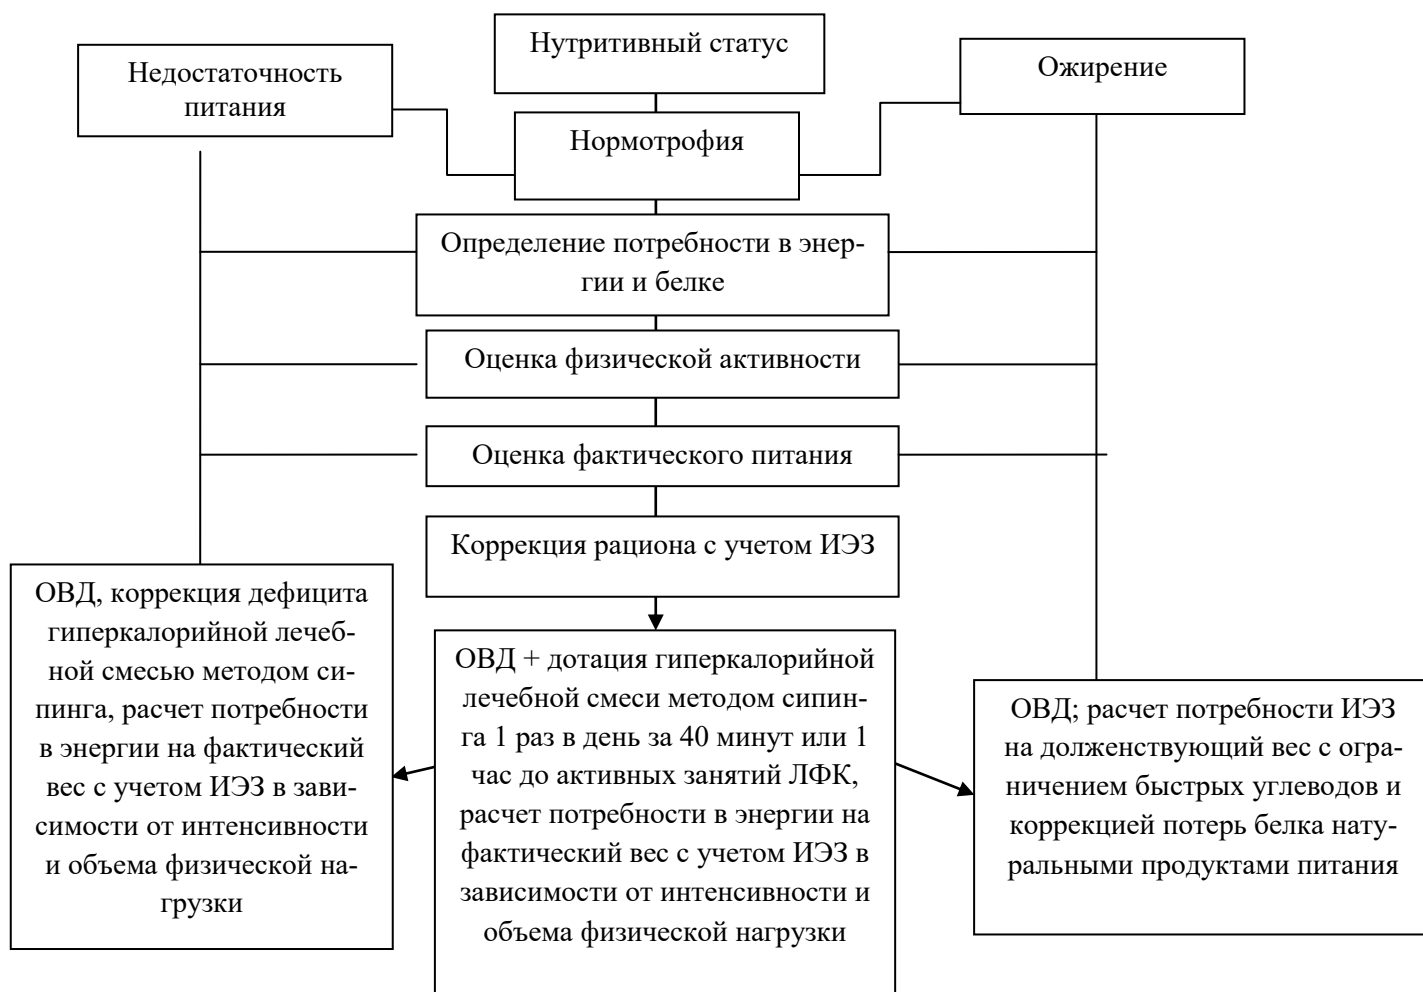 Нутритивный статус
Недостаточность
питания
Ожирение
Нормотрофия
Определение потребности в энер-
гии и белке
Оценка физической активности
Оценка фактического питания
Коррекция рациона с учетом ИЭЗ
ОВД, коррекция дефицита
гиперкалорийной лечеб-
ной смесью методом си-
пинга, расчет потребности
в энергии на фактический
вес с учетом ИЭЗ в зави-
симости от интенсивности
и объема физической на-
грузки
ОВД + дотация гиперкалорийной
лечебной смеси методом сипин-
га 1 раз в день за 40 минут или 1
час до активных занятий ЛФК,
расчет потребности в энергии на
фактический вес с учетом ИЭЗ в
зависимости от интенсивности и
объема физической нагрузки
ОВД; расчет потребности ИЭЗ
на долженствующий вес с огра-
ничением быстрых углеводов и
коррекцией потерь белка нату-
ральными продуктами питания